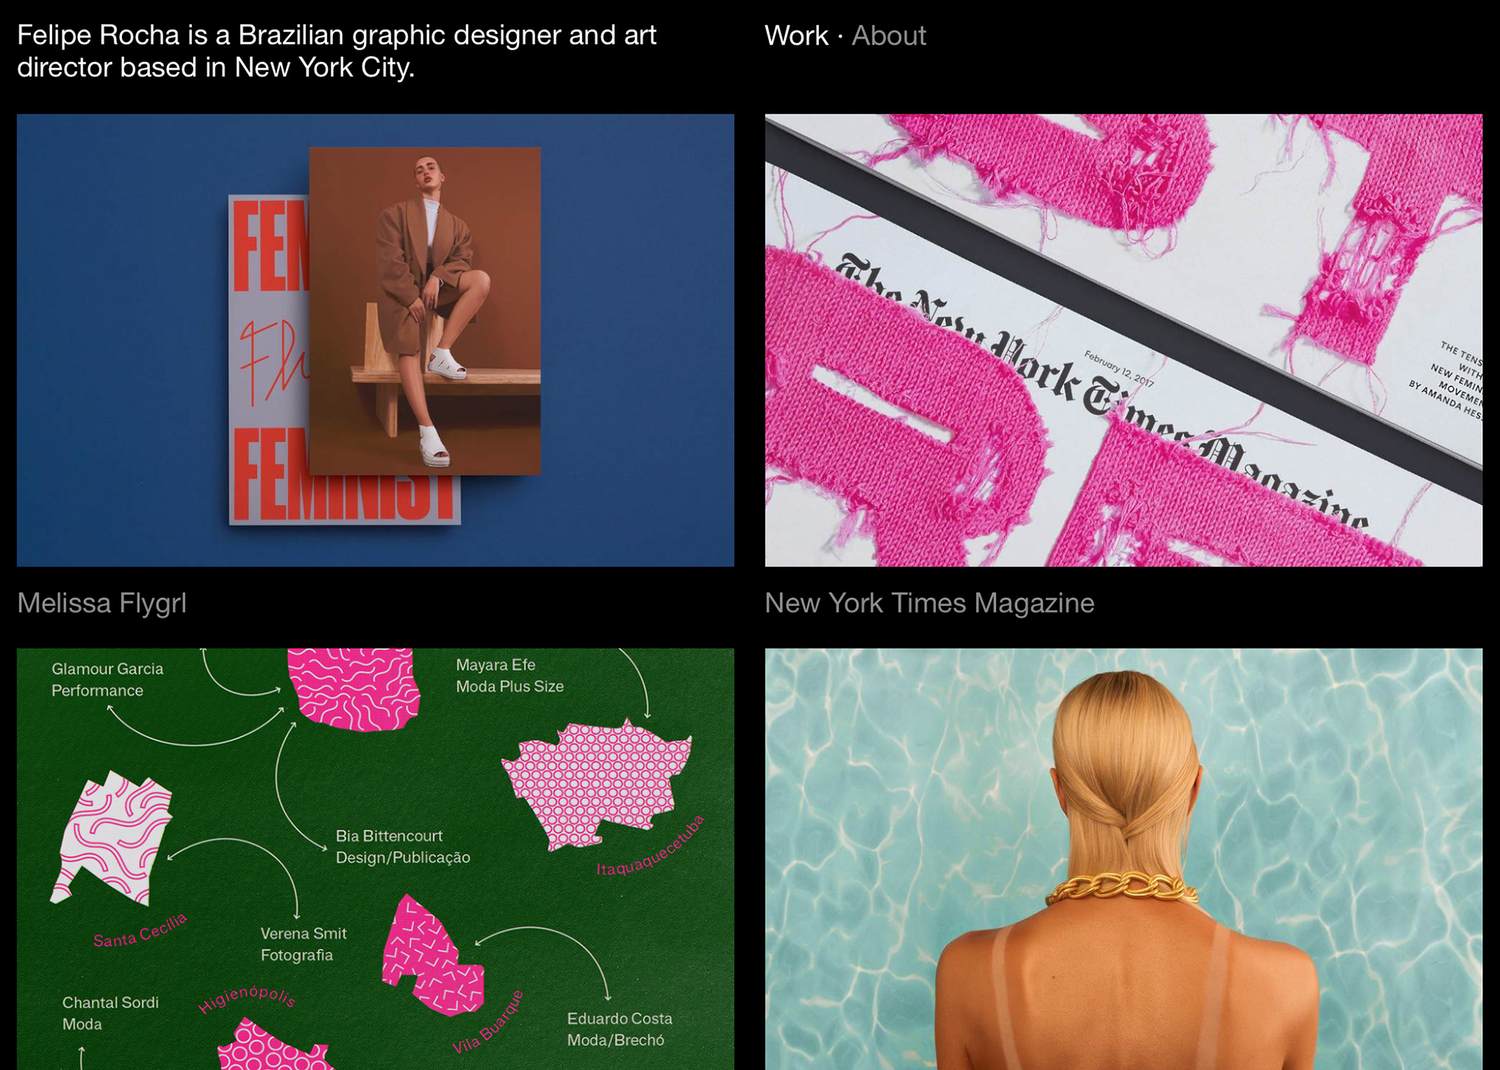 Felipe Rocha is a Brazilian graphic designer and art
director based in New York City.
Work · About
FEM
Flu
FEMINIST
The New York Times Magazine
February 12, 2017
THE TENS
WITH
NEW FEMIN
MOVEMEN
BY AMANDA HES
Melissa Flygrl
New York Times Magazine
Glamour Garcia
Performance
Mayara Efe
Moda Plus Size
Bia Bittencourt
Design/Publicação
Itaquaquecetuba
Santa Cecília
Verena Smit
Fotografia
Chantal Sordi
Moda
Higienópolis
Vila Buarque
Eduardo Costa
Moda/Brechó